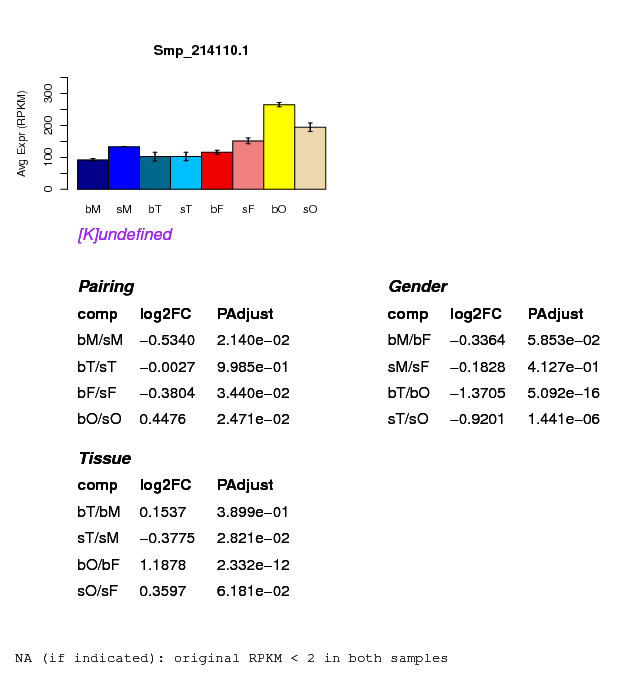 Smp_214110.1
Avg Expr (RPKM)
300
200
100
0
bM sM bT sT bF sF bO sO
[K]undefined
Pairing
comp log2FC PAdjust
bM/sM −0.5340 2.140e−02
bT/sT −0.0027 9.985e−01
bF/sF −0.3804 3.440e−02
bO/sO 0.4476 2.471e−02
Gender
comp log2FC PAdjust
bM/bF −0.3364 5.853e−02
sM/sF −0.1828 4.127e−01
bT/bO −1.3705 5.092e−16
sT/sO −0.9201 1.441e−06
Tissue
comp log2FC PAdjust
bT/bM 0.1537 3.899e−01
sT/sM −0.3775 2.821e−02
bO/bF 1.1878 2.332e−12
sO/sF 0.3597 6.181e−02
NA (if indicated): original RPKM < 2 in both samples